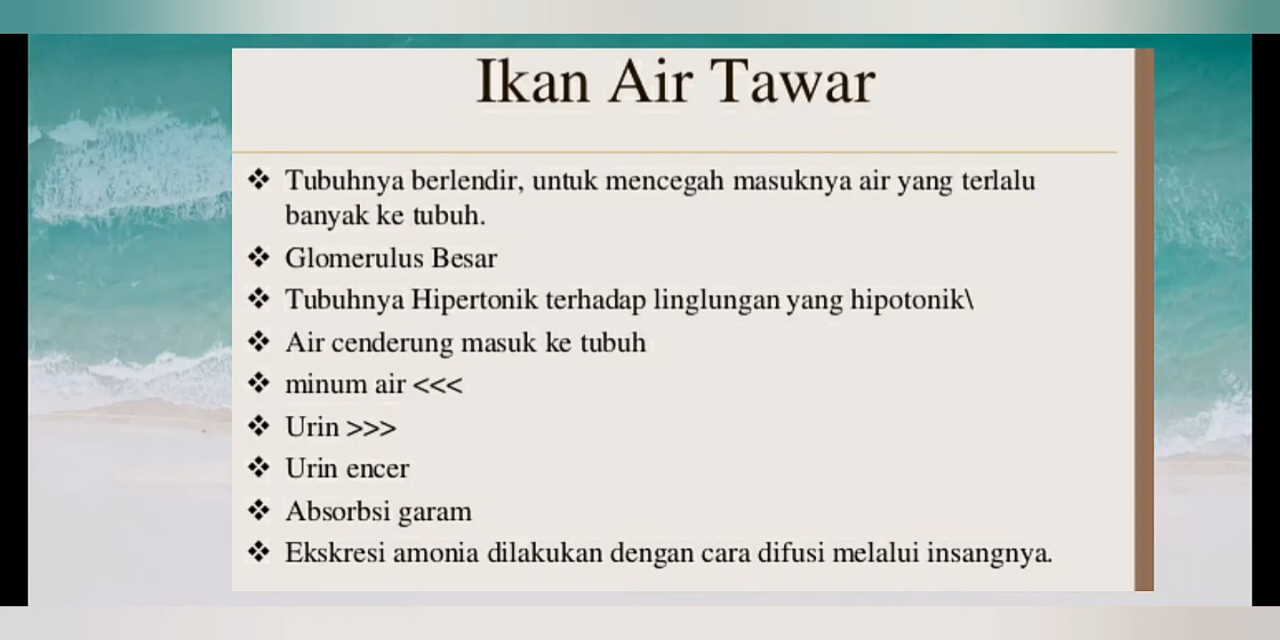 Ikan Air Tawar
❖ Tubuhnya berlendir, untuk mencegah masuknya air yang terlalu
banyak ke tubuh.
❖ Glomerulus Besar
❖ Tubuhnya Hipertonik terhadap linglungan yang hipotonik\
❖ Air cenderung masuk ke tubuh
❖ minum air <<<
❖ Urin >>>
❖ Urin encer
❖ Absorbsi garam
❖ Ekskresi amonia dilakukan dengan cara difusi melalui insangnya.